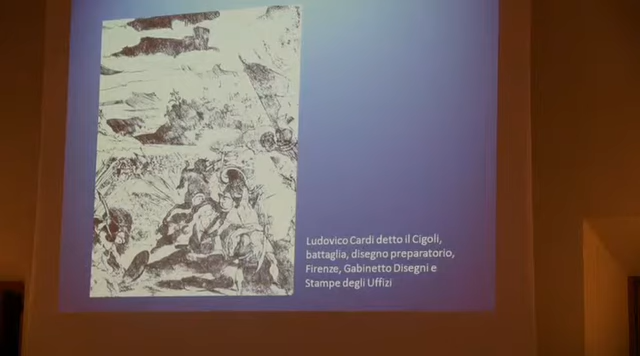 Ludovico Cardi detto il Cigoli,
battaglia, disegno preparatorio,
Firenze, Gabinetto Disegni e
Stampe degli Uffizi